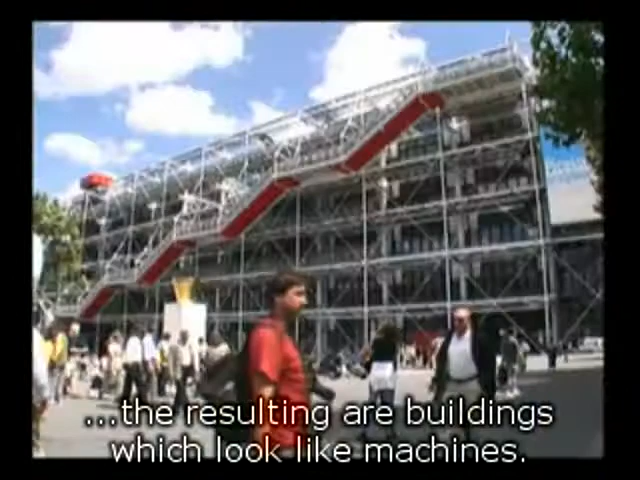 ...the resulting are buildings
which look like machines.